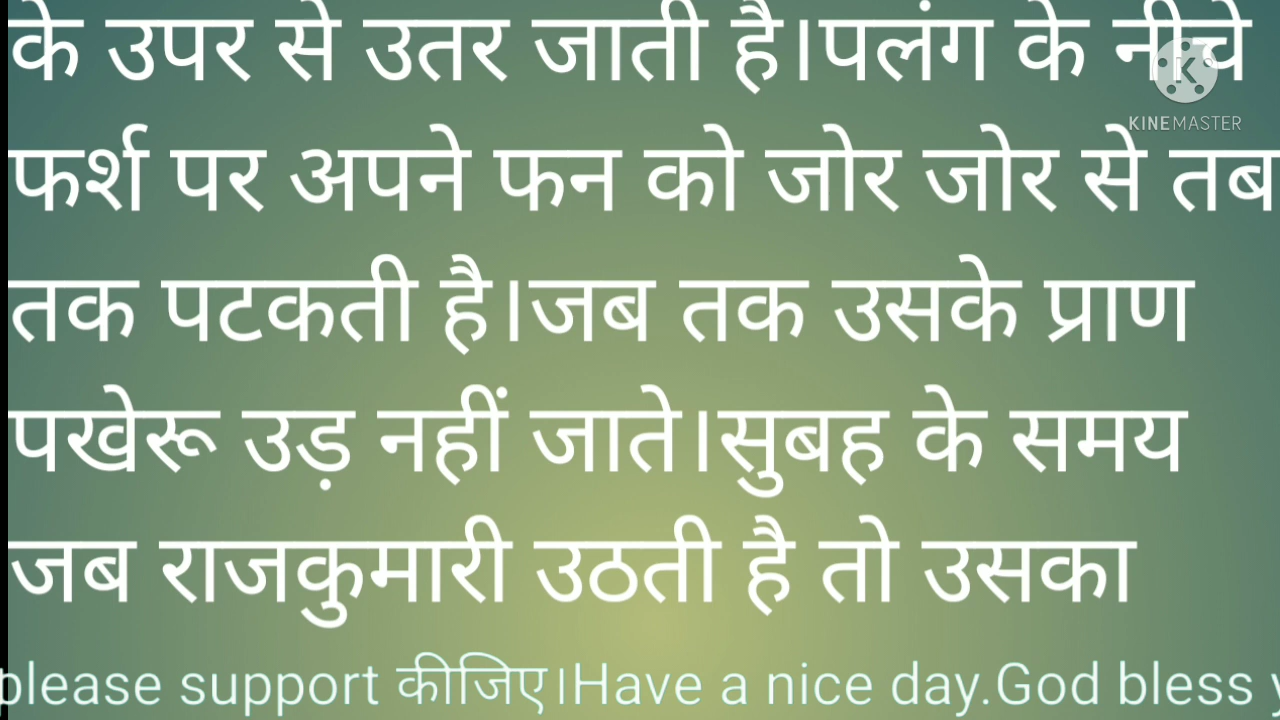 के उपर से उतर जाती है।पलंग के नीचे
KINEMASTER
फर्श पर अपने फन को जोर जोर से तब
तक पटकती है।जब तक उसके प्राण
पखेरू उड़ नहीं जाते।सुबह के समय
जब राजकुमारी उठती है तो उसका
please support कीजिए।Have a nice day.God bless